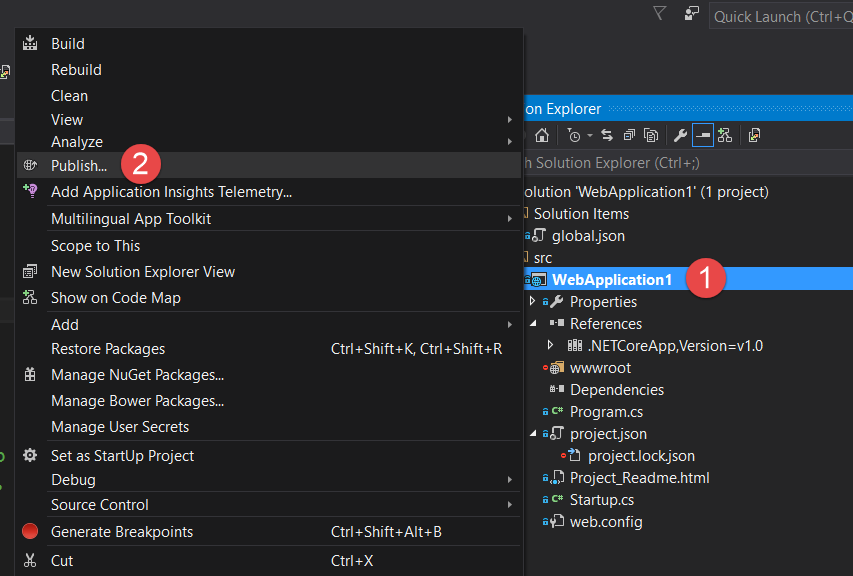 Quick Launch (Ctrl+Q
Build
Rebuild
Clean
View
Analyze
Publish...
2
Add Application Insights Telemetry...
Multilingual App Toolkit
Scope to This
New Solution Explorer View
Show on Code Map
Add
Restore Packages Ctrl+Shift+K, Ctrl+Shift+R
Manage NuGet Packages...
Manage Bower Packages...
Manage User Secrets
Set as StartUp Project
Debug
Source Control
Generate Breakpoints Ctrl+Shift+Alt+B
Cut Ctrl+X
on Explorer
h Solution Explorer (Ctrl+;)
olution 'WebApplication1' (1 project)
Solution Items
global.json
src
WebApplication1
1
Properties
References
.NETCoreApp,Version=v1.0
wwwroot
Dependencies
C# Program.cs
project.json
project.lock.json
Project_Readme.html
C# Startup.cs
web.config